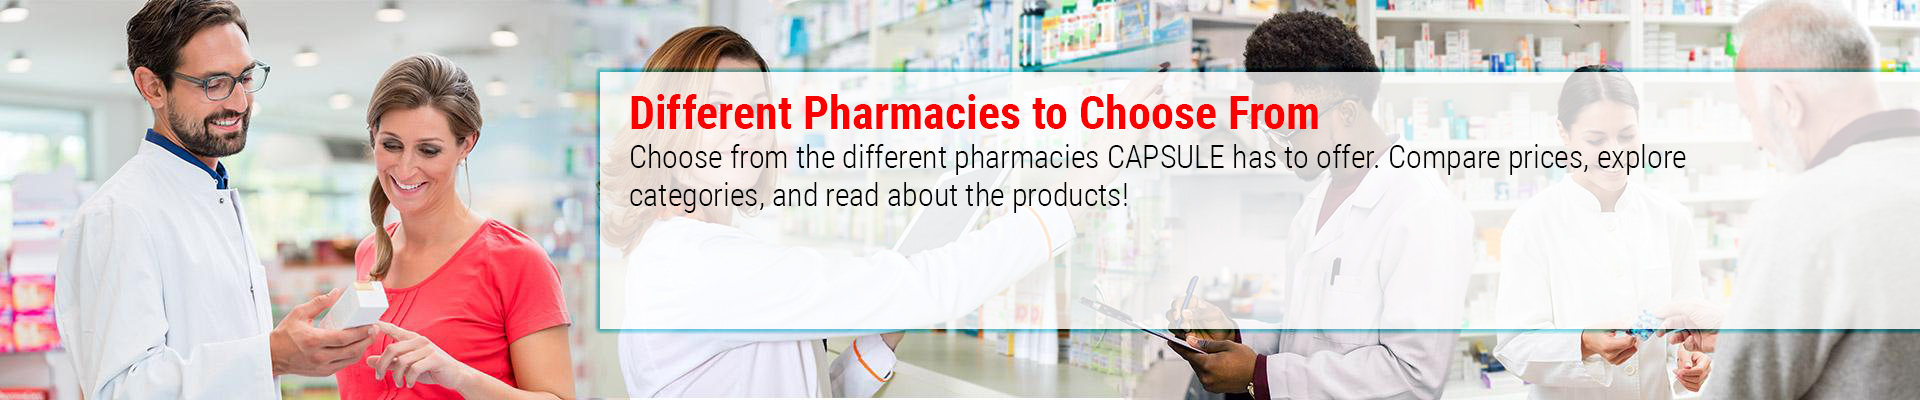 Different Pharmacies to Choose From
Choose from the different pharmacies CAPSULE has to offer. Compare prices, explore
categories, and read about the products!